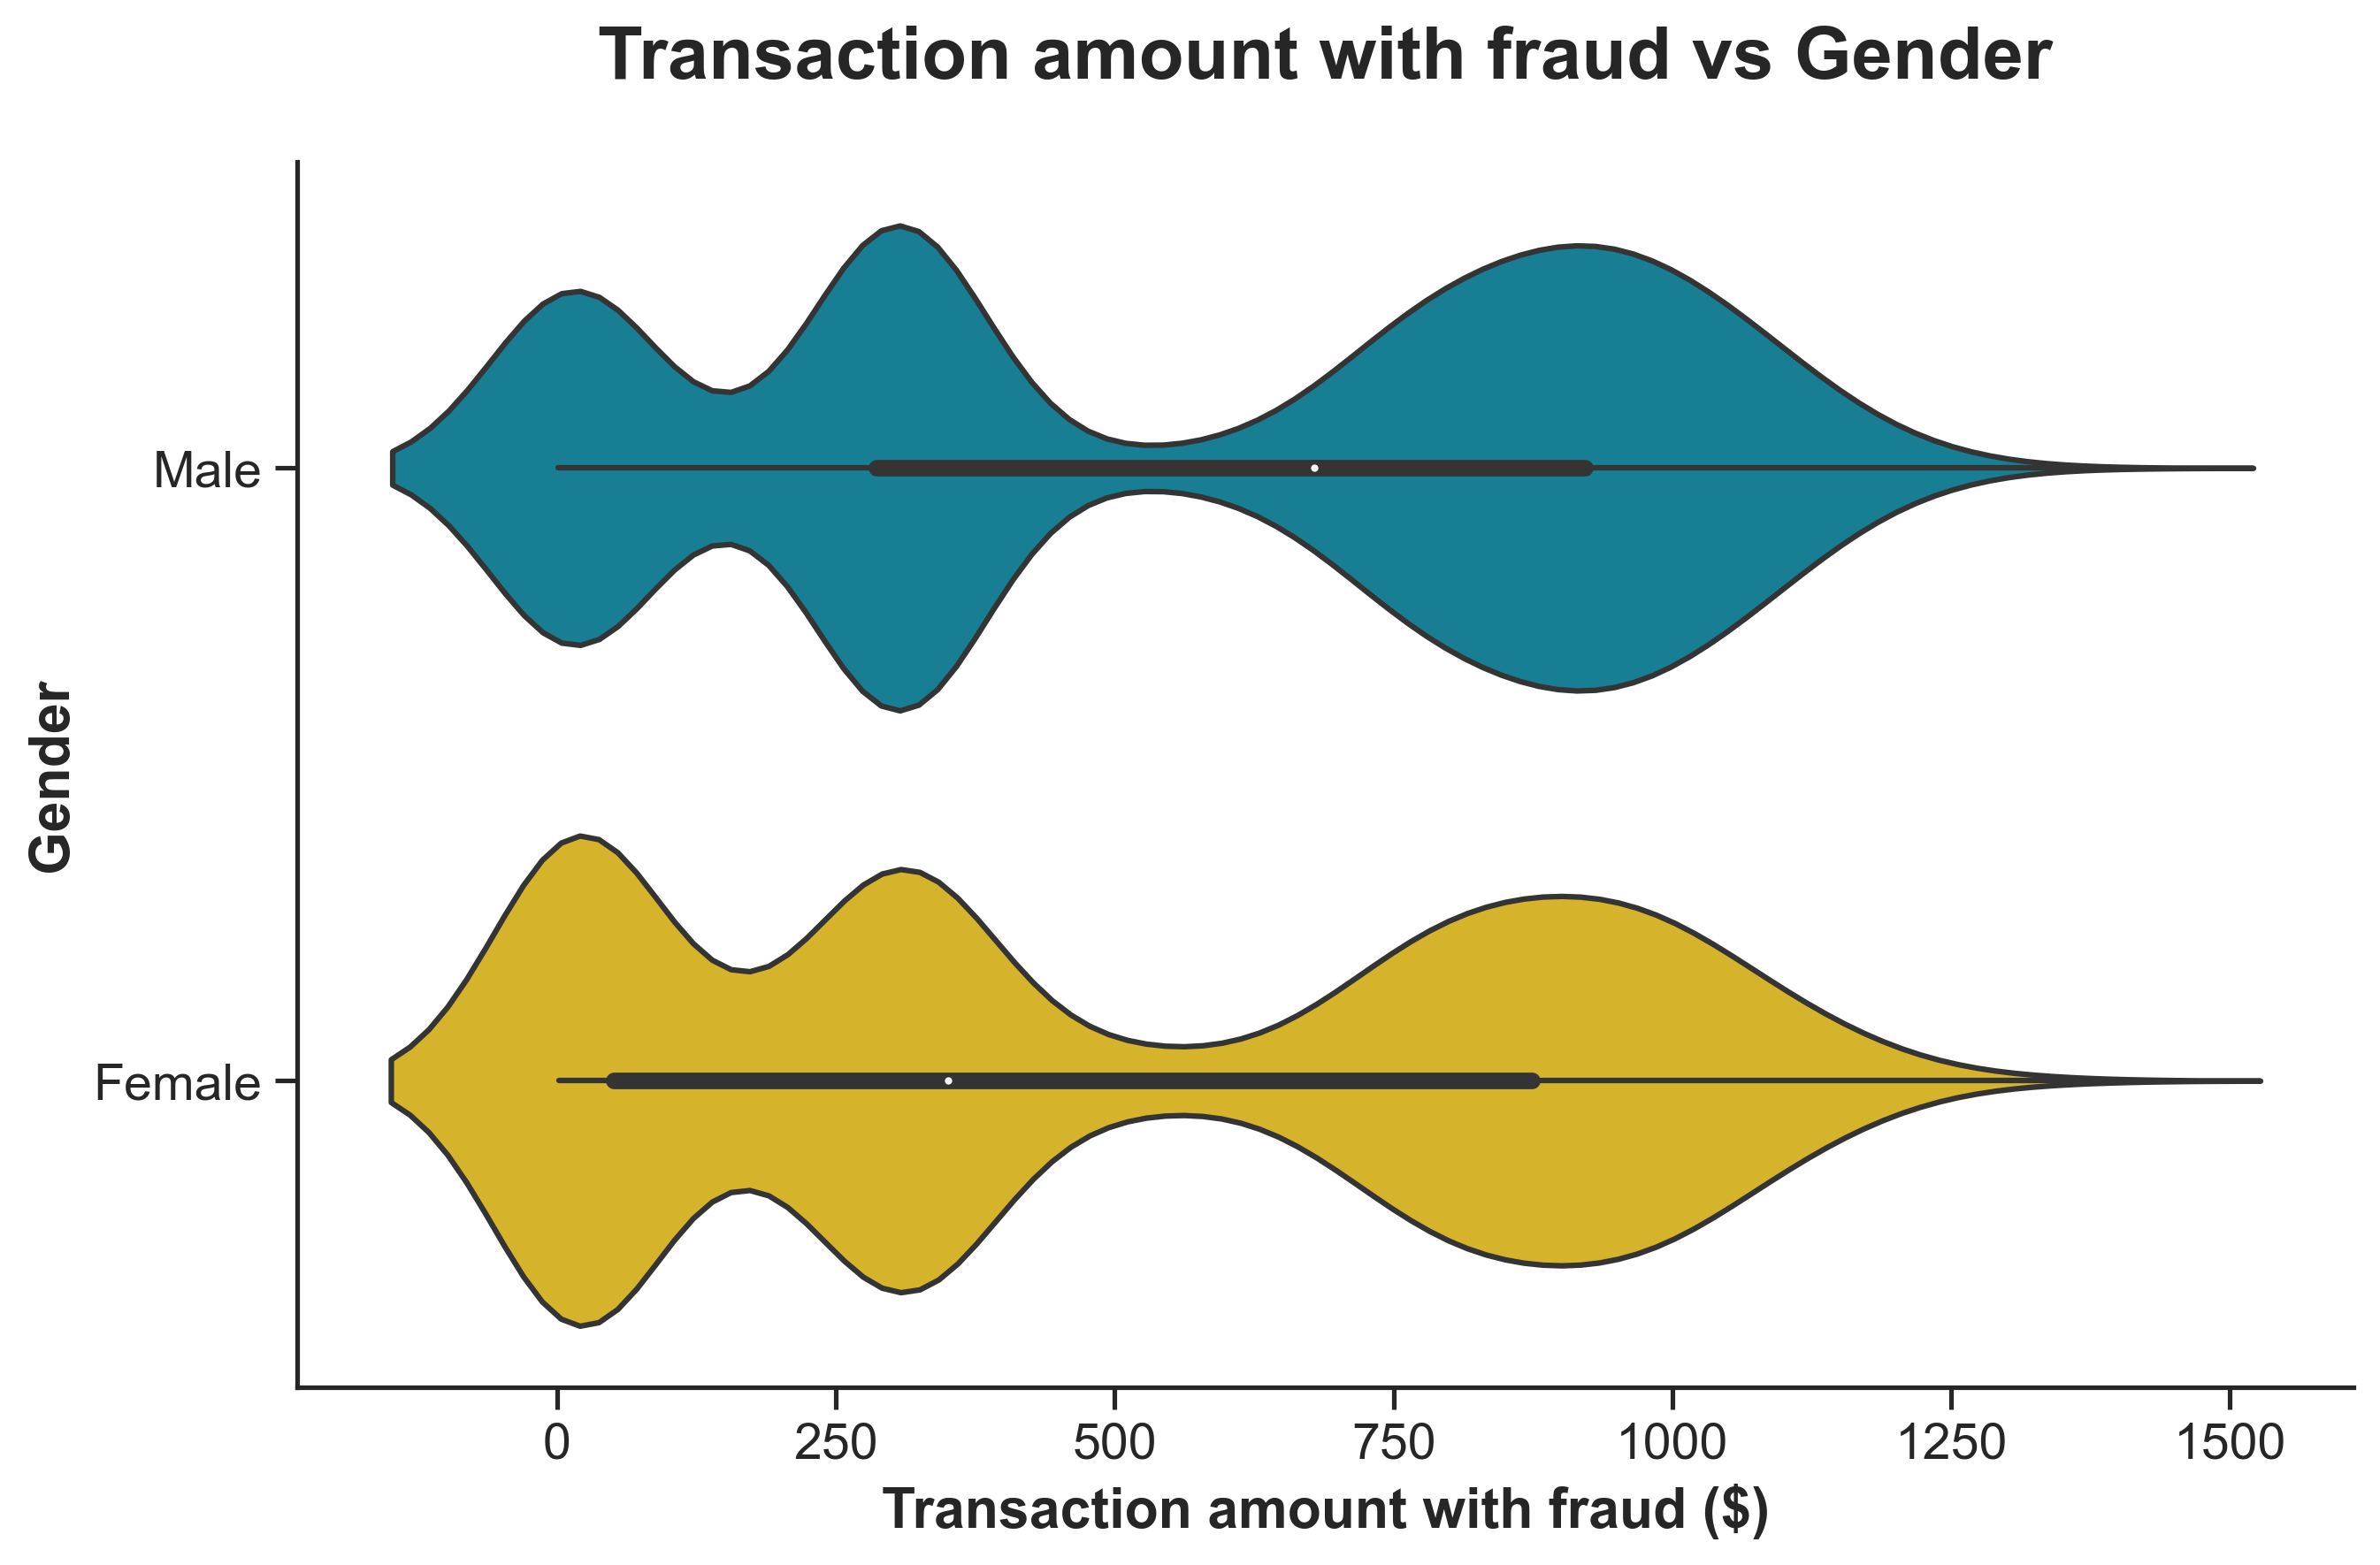 Transaction amount with fraud vs Gender
Gender
Male
Female
0 250 500 750 1000 1250 1500
Transaction amount with fraud ($)